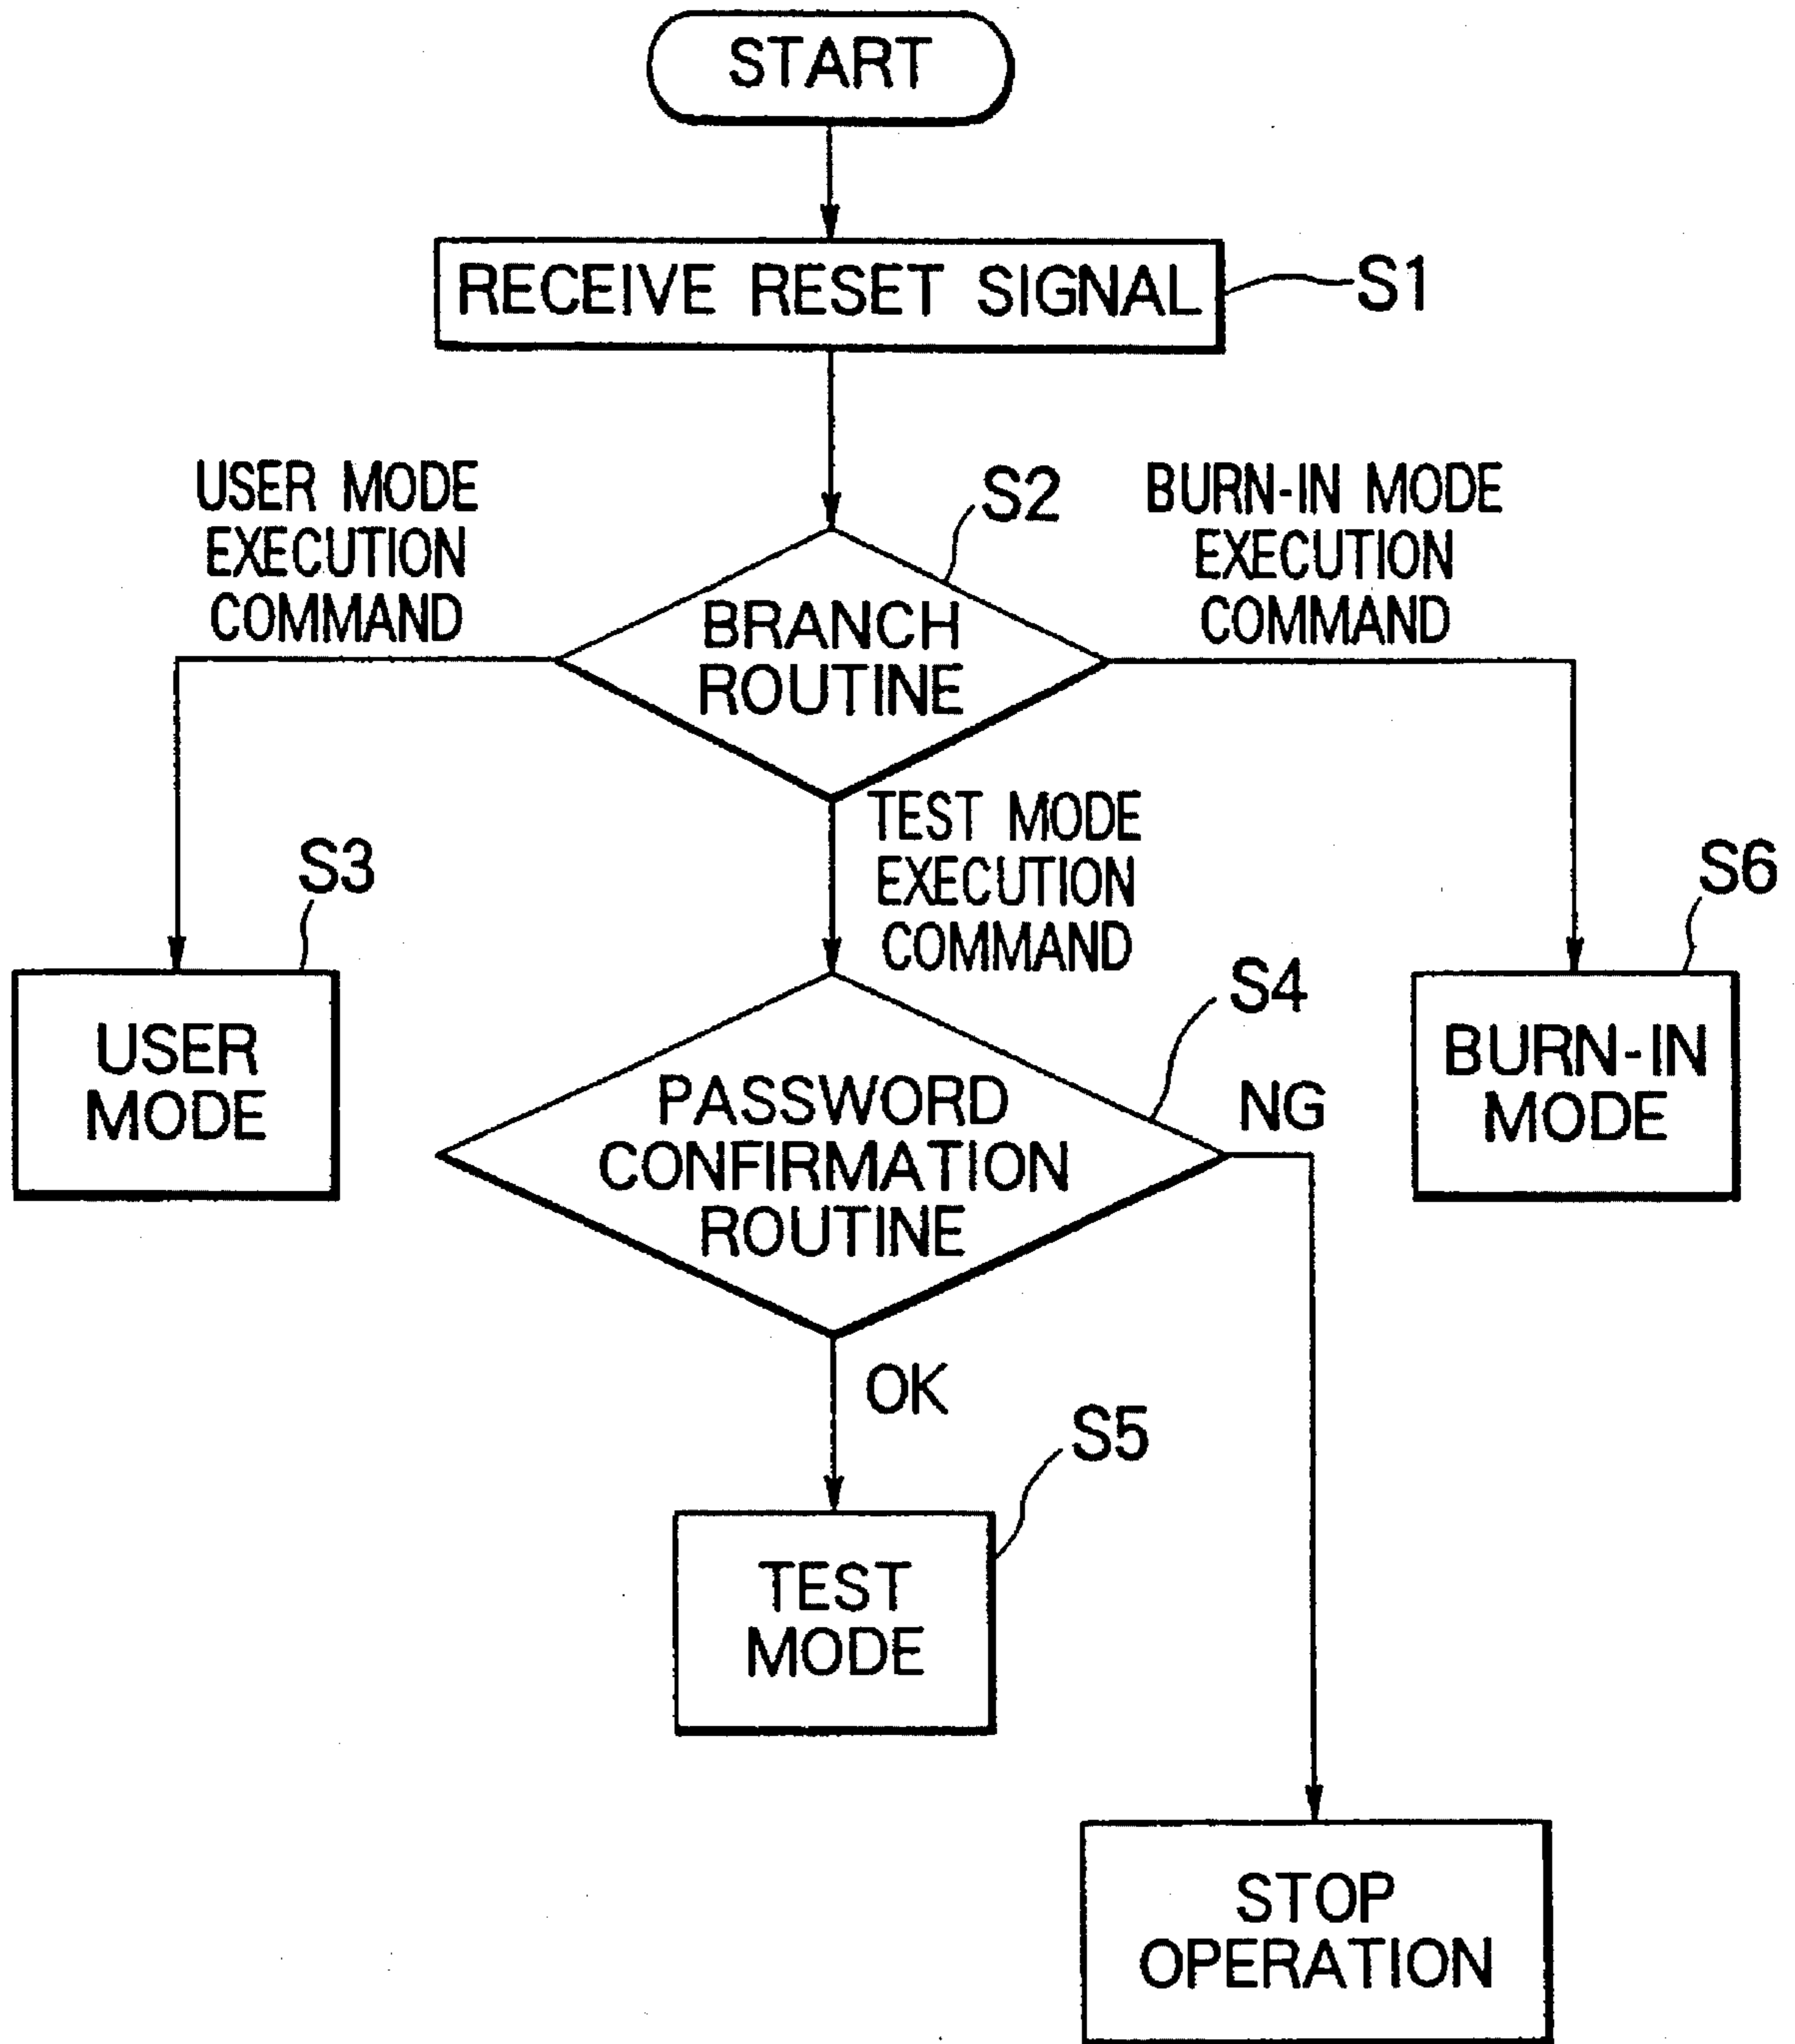 START
RECEIVE RESET SIGNAL
S1
USER MODE
EXECUTION
COMMAND
S2
BURN-IN MODE
EXECUTION
COMMAND
BRANCH
ROUTINE
TEST MODE
EXECUTION
COMMAND
S3
USER
MODE
S6
BURN-IN
MODE
S4
PASSWORD
CONFIRMATION
ROUTINE
NG
OK
S5
TEST
MODE
STOP
OPERATION